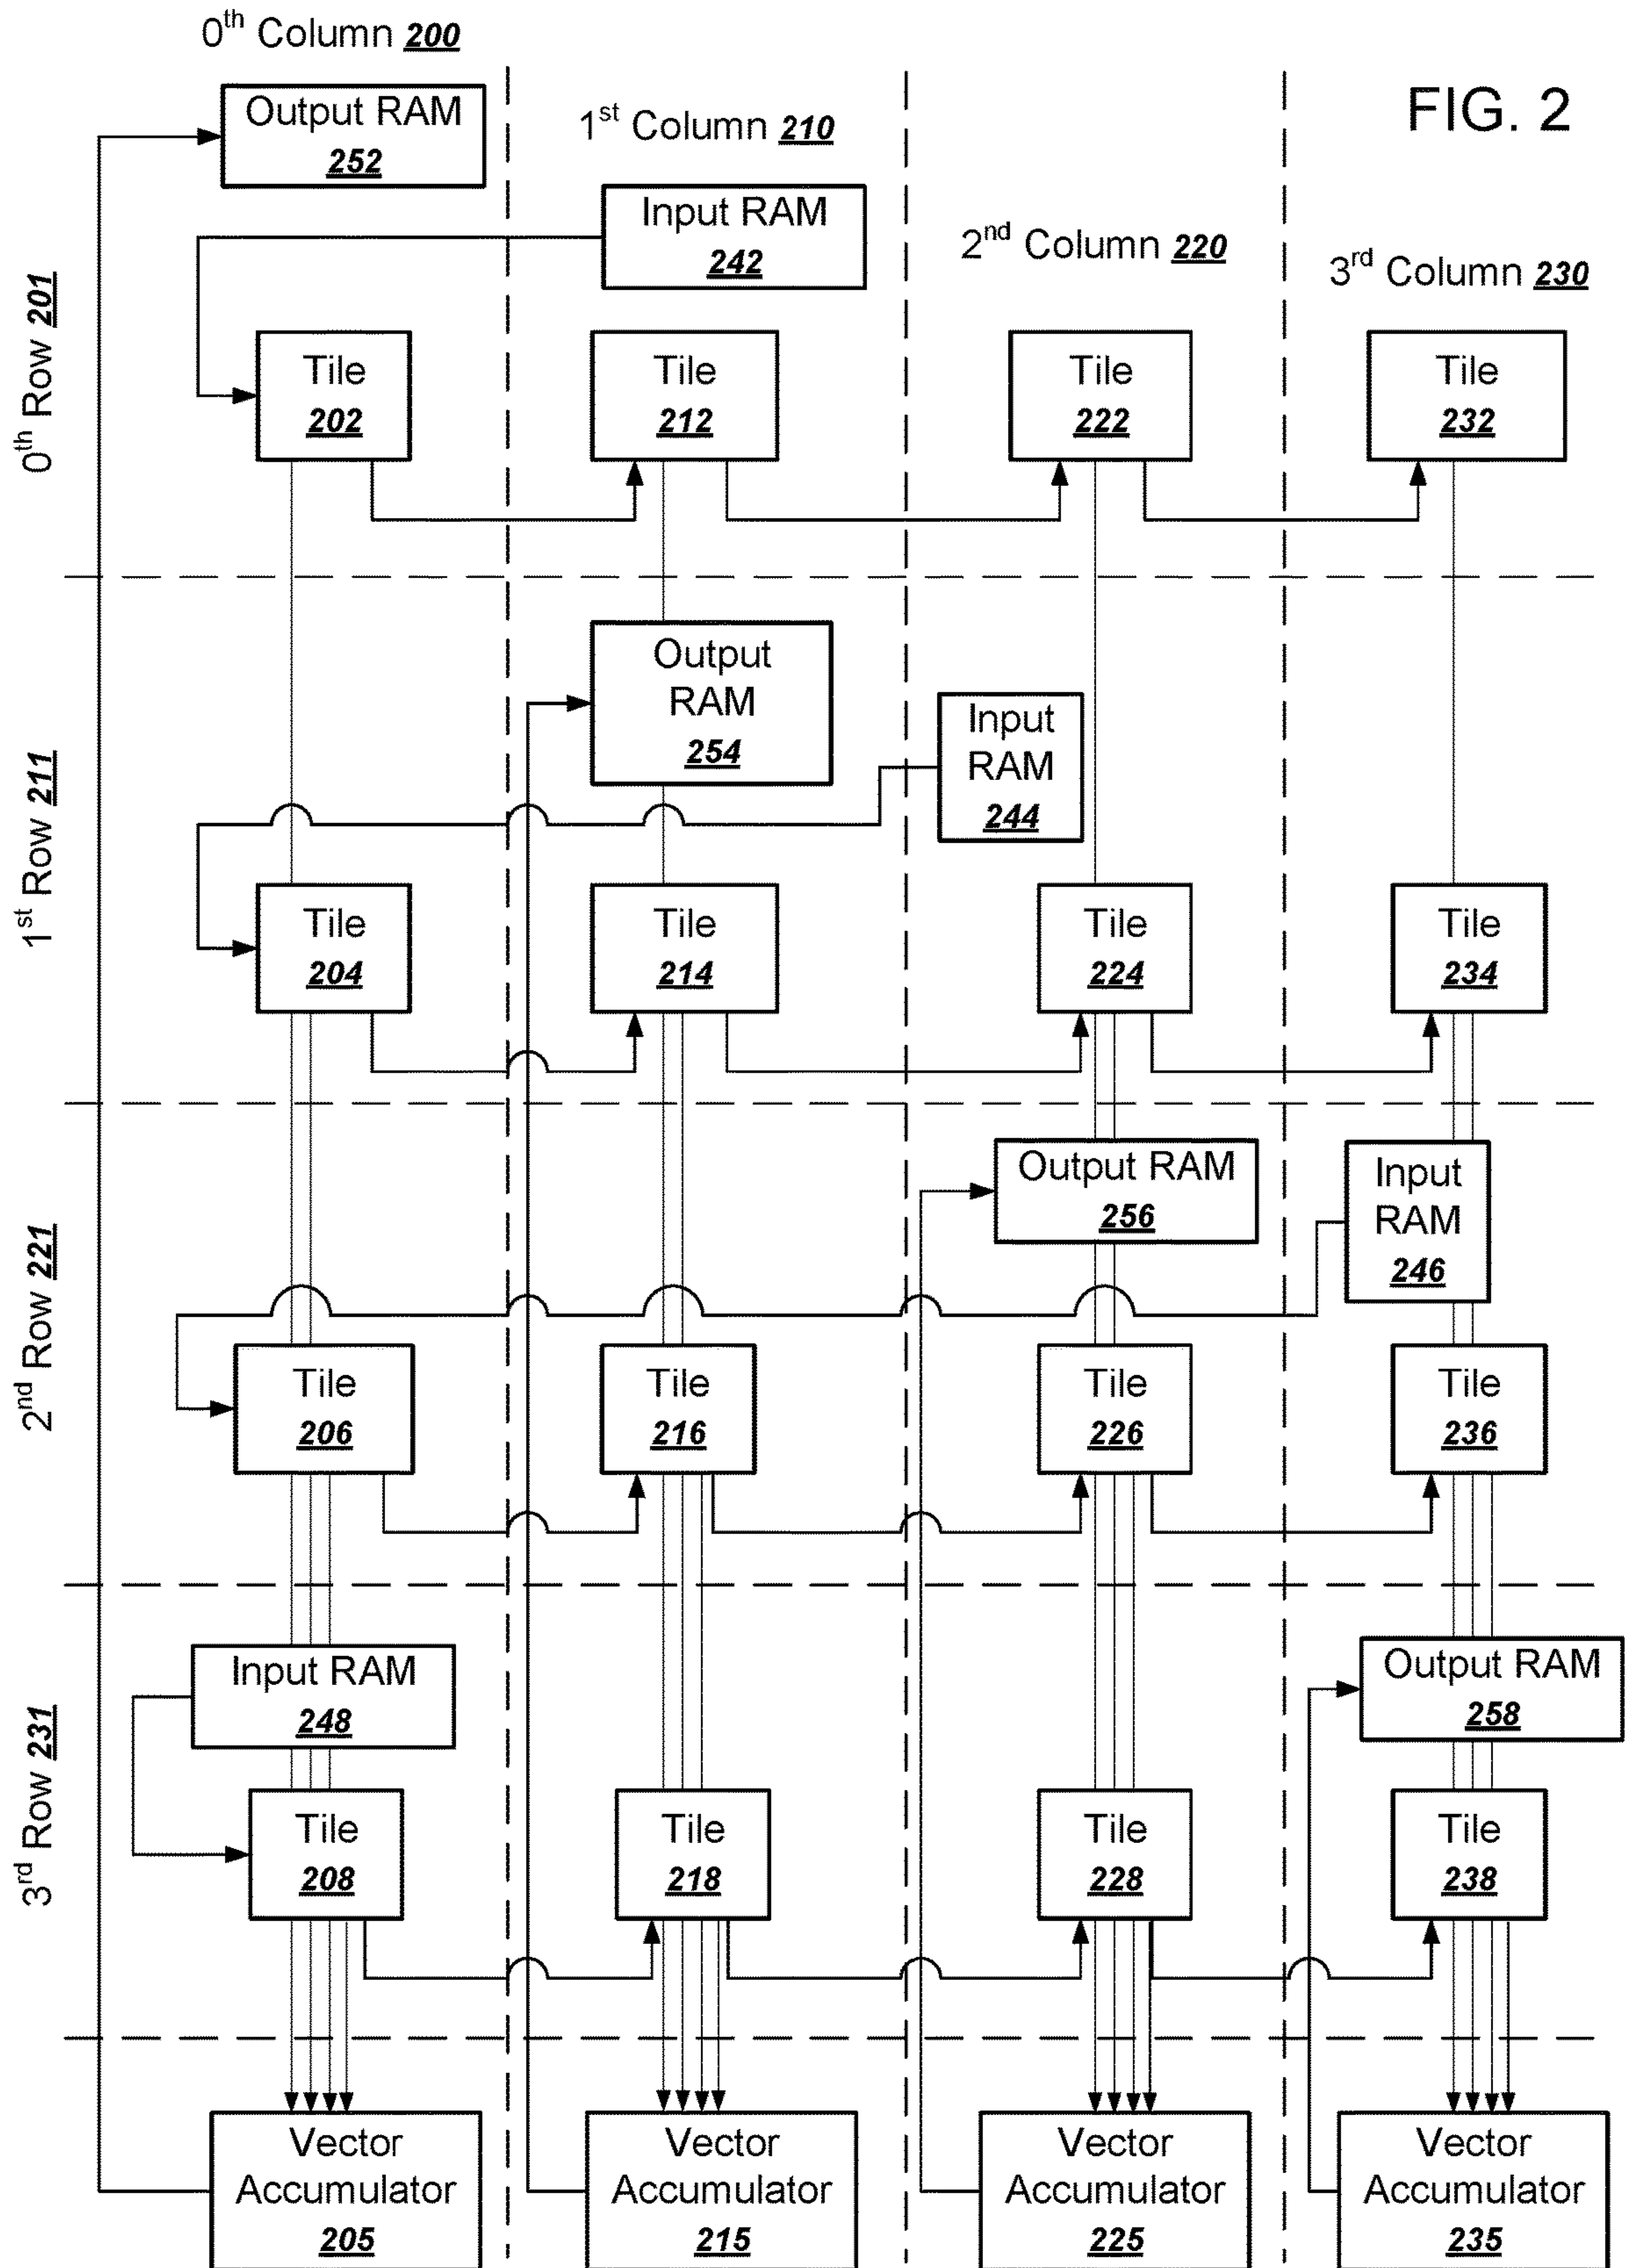 0th Column 200
FIG. 2
Output RAM
252
1st Column 210
Input RAM
242
2nd Column 220
3rd Column 230
0th Row 201
Tile
202
Tile
212
Tile
222
Tile
232
1st Row 211
Output
RAM
254
Input
RAM
244
Tile
204
Tile
214
Tile
224
Tile
234
2nd Row 221
Output RAM
256
Input
RAM
246
Tile
206
Tile
216
Tile
226
Tile
236
3rd Row 231
Input RAM
248
Output RAM
258
Tile
208
Tile
218
Tile
228
Tile
238
Vector
Accumulator
205
Vector
Accumulator
215
Vector
Accumulator
225
Vector
Accumulator
235